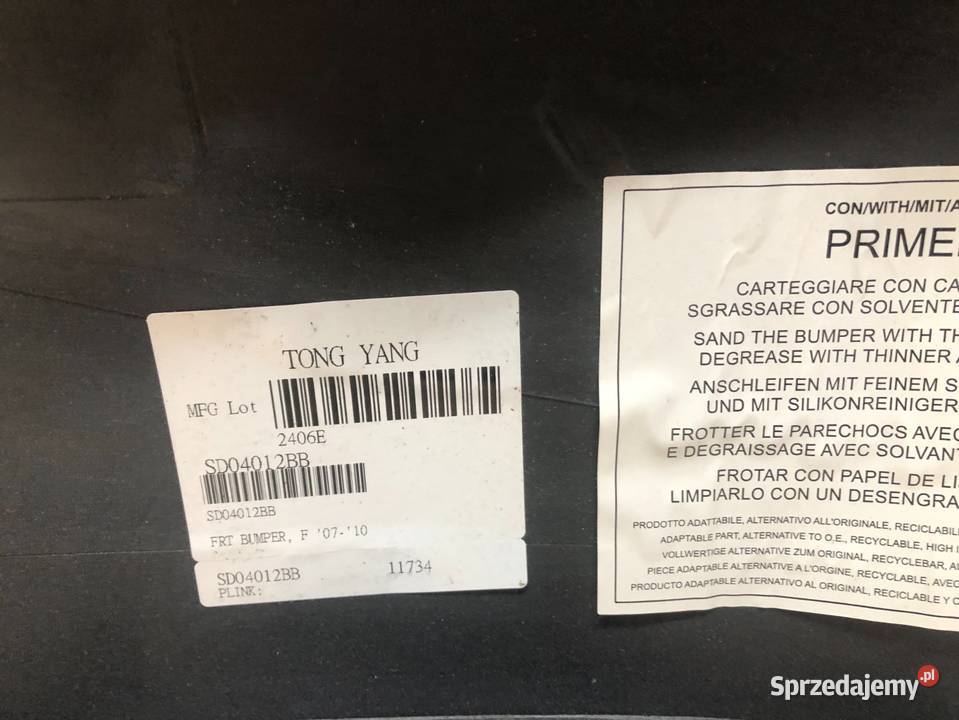 TONG YANG
MFG Lot
2406E
SD04012BB
SD04012BB
FRT BUMPER, F '07-'10
SD04012BB 11734
PLINK:
CON/WITH/MIT/A
PRIME
CARTEGGIARE CON CA
SGRASSARE CON SOLVENTE
SAND THE BUMPER WITH TH
DEGREASE WITH THINNER A
ANSCHLEIFEN MIT FEINEM S
UND MIT SILIKONREINIGER
FROTTER LE PARECHOCS AVEC
E DEGRAISSAGE AVEC SOLVANT
FROTAR CON PAPEL DE LI
LIMPIARLO CON UN DESENGRA
PRODOTTO ADATTABILE, ALTERNATIVO ALL'ORIGINALE, RECICLABIL
ADAPTABLE PART, ALTERNATIVE TO O.E., RECYCLABLE, HIGH I
VOLLWERTIGE ALTERNATIVE ZUM ORIGINAL, RECYCLEBAR, AL
PIECE ADAPTABLE ALTERNATIVE A L'ORGINE, RECYCLABLE, AVEC
PRODUCTO ADAPTABLE ALTERNATIVO AL ORIGINAL, RECICLABLE Y C
Sprzedajemy.pl